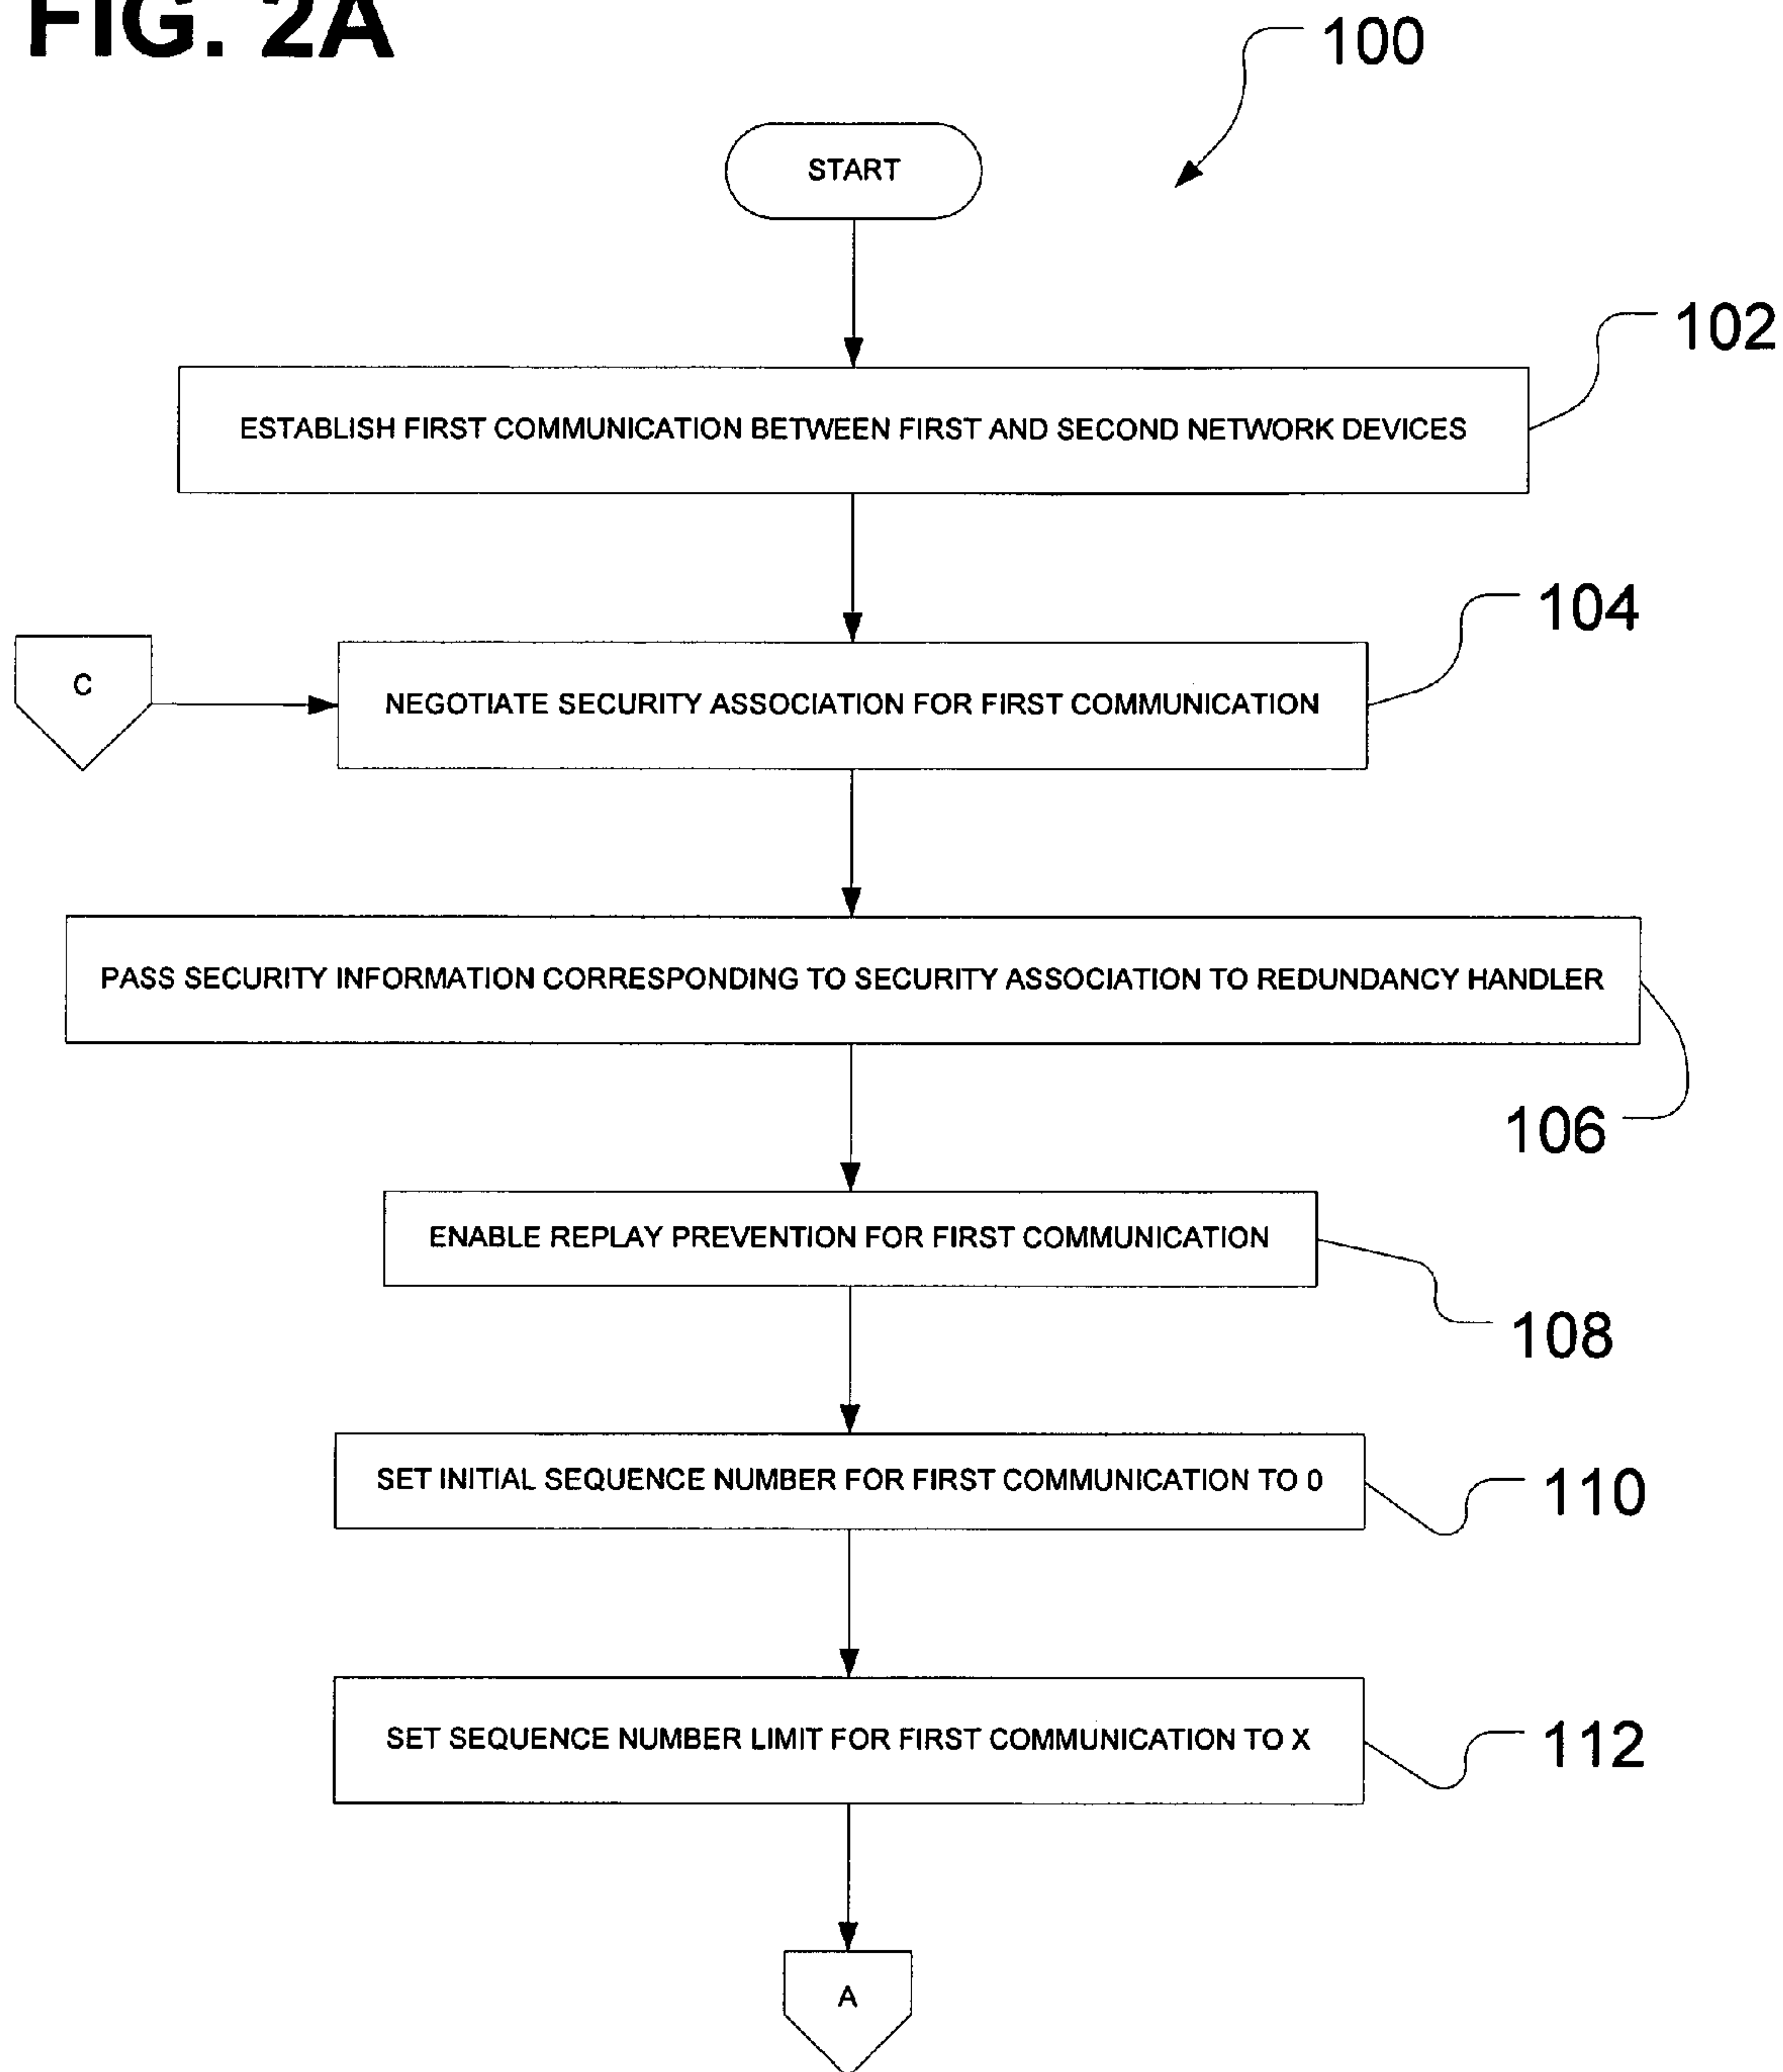 FIG. 2A
100
START
102
ESTABLISH FIRST COMMUNICATION BETWEEN FIRST AND SECOND NETWORK DEVICES
104
C
NEGOTIATE SECURITY ASSOCIATION FOR FIRST COMMUNICATION
PASS SECURITY INFORMATION CORRESPONDING TO SECURITY ASSOCIATION TO REDUNDANCY HANDLER
106
ENABLE REPLAY PREVENTION FOR FIRST COMMUNICATION
108
SET INITIAL SEQUENCE NUMBER FOR FIRST COMMUNICATION TO 0
110
SET SEQUENCE NUMBER LIMIT FOR FIRST COMMUNICATION TO X
112
A